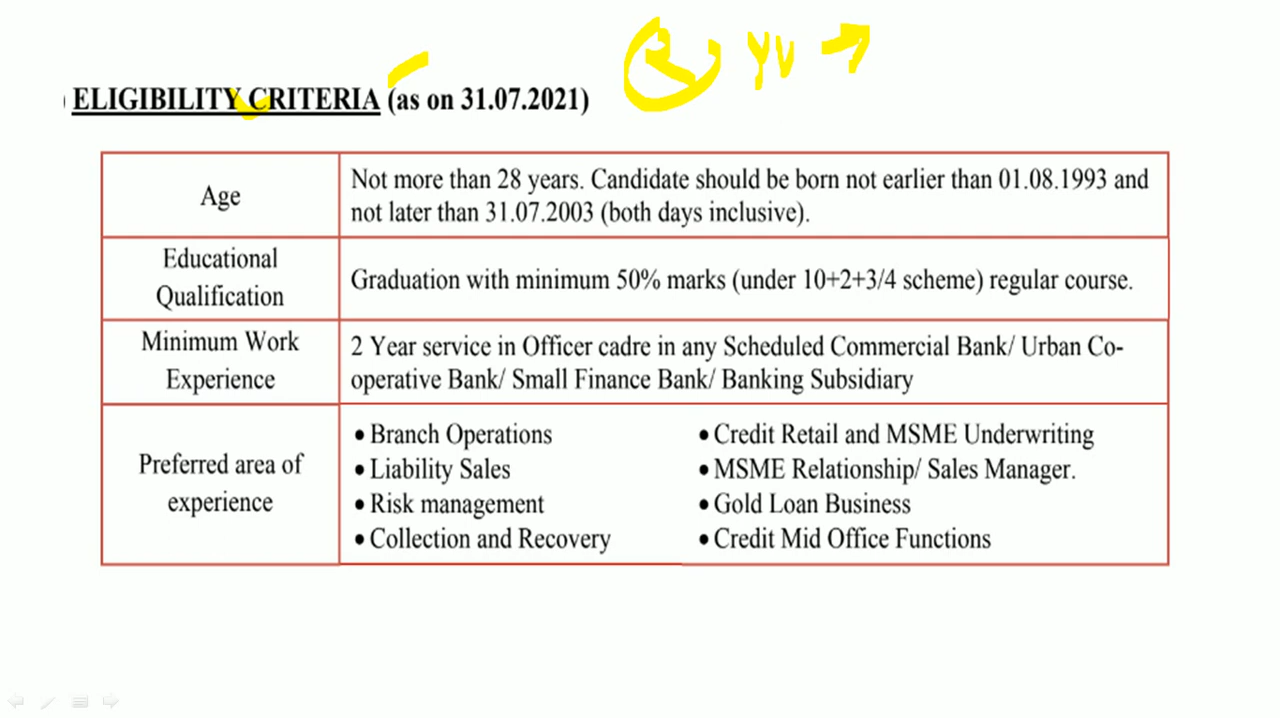 ELIGIBILITY CRITERIA (as on 31.07.2021)
Age
Not more than 28 years. Candidate should be born not earlier than 01.08.1993 and
not later than 31.07.2003 (both days inclusive).
Educational
Qualification
Graduation with minimum 50% marks (under 10+2+3/4 scheme) regular course.
Minimum Work
Experience
2 Year service in Officer cadre in any Scheduled Commercial Bank/ Urban Co-
operative Bank/ Small Finance Bank/ Banking Subsidiary
Preferred area of
experience
• Branch Operations
• Liability Sales
• Risk management
• Collection and Recovery
• Credit Retail and MSME Underwriting
• MSME Relationship/ Sales Manager.
• Gold Loan Business
• Credit Mid Office Functions